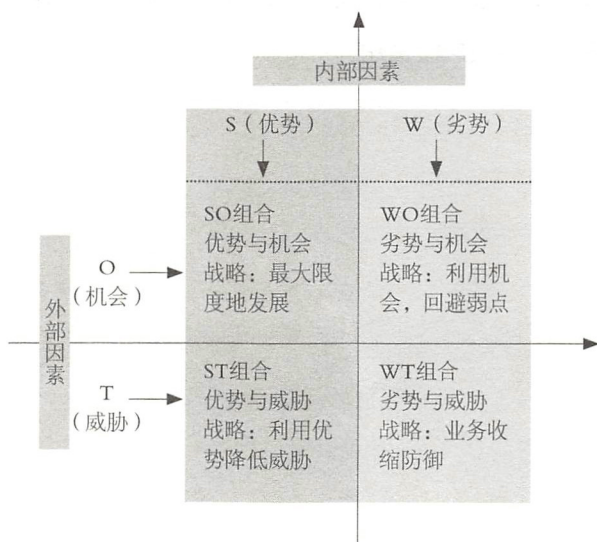 内部因素
S（优势）
W（劣势）
SO组合
优势与机会
战略：最大限
度地发展
WO组合
劣势与机会
战略：利用机
会，回避弱点
外部因素
O
（机会）
T
（威胁）
ST组合
优势与威胁
战略：利用优
势降低威胁
WT组合
劣势与威胁
战略：业务收
缩防御